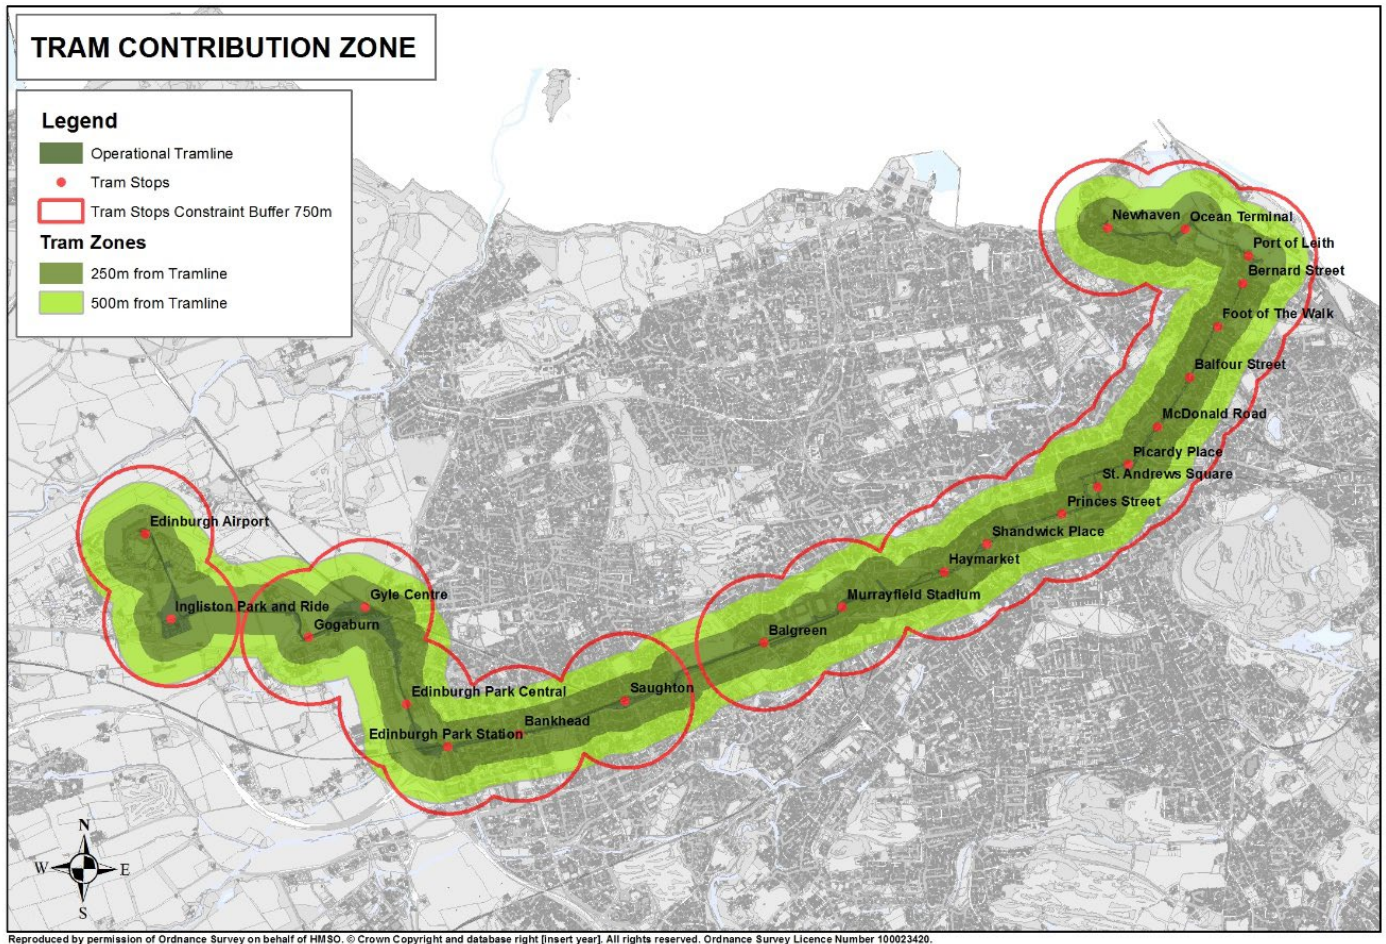 TRAM CONTRIBUTION ZONE
Legend
Operational Tramline
Tram Stops
Tram Stops Constraint Buffer 750m
Tram Zones
250m from Tramline
500m from Tramline
Newhaven
Ocean Terminal
Port of Leith
Bernard Street
Foot of The Walk
Balfour Street
McDonald Road
Picardy Place
St. Andrews Square
Princes Street
Shandwick Place
Haymarket
Murrayfield Stadium
Balgreen
Saughton
Bankhead
Edinburgh Park Station
Edinburgh Park Central
Gyle Centre
Gogaburn
Ingliston Park and Ride
Edinburgh Airport
N
W
E
S
Reproduced by permission of Ordnance Survey on behalf of HMSO. © Crown Copyright and database right [insert year]. All rights reserved. Ordnance Survey Licence Number 100023420.